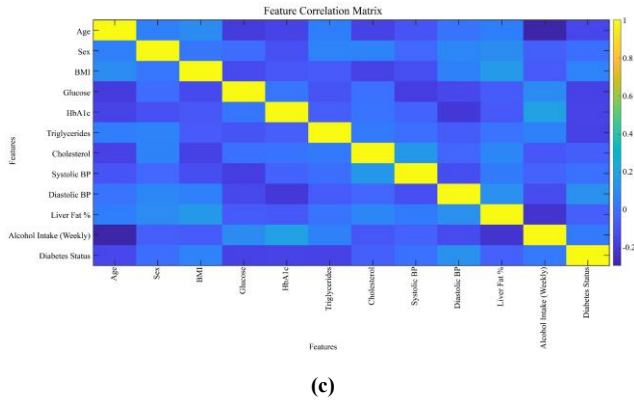 Feature Correlation Matrix
Age
Sex
BMI
Glucose
HbA1c
Triglycerides
Cholesterol
Systolic BP
Diastolic BP
Liver Fat %
Alcohol Intake (Weekly)
Diabetes Status
Features
Age
Sex
BMI
Glucose
HbA1c
Triglycerides
Cholesterol
Systolic BP
Diastolic BP
Liver Fat %
Alcohol Intake (Weekly)
Diabetes Status
Features
1
0.8
0.6
0.4
0.2
0
-0.2
(c)